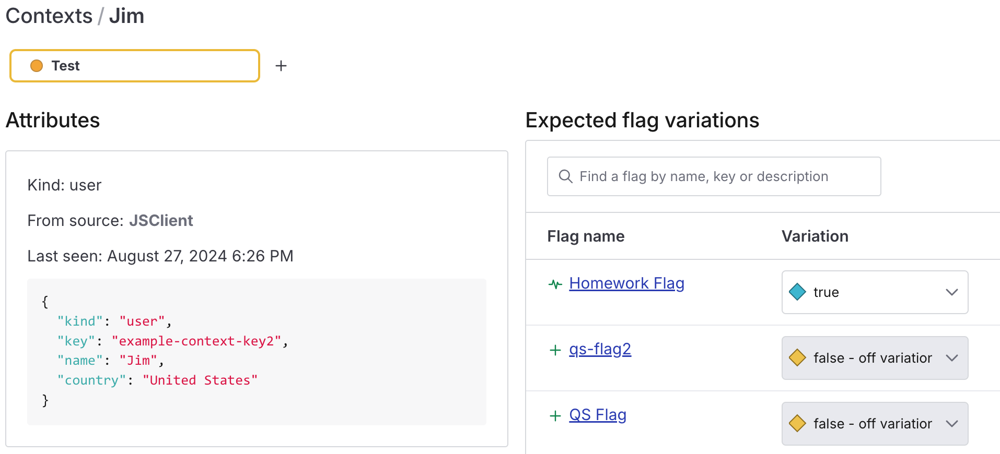 Contexts / Jim
Test
Attributes
Kind: user
From source: JSClient
Last seen: August 27, 2024 6:26 PM
{
"kind": "user",
"key": "example-context-key2",
"name": "Jim",
"country": "United States"
}
Expected flag variations
Find a flag by name, key or description
Flag name Variation
Homework Flag true
qs-flag2 false - off variation
QS Flag false - off variation